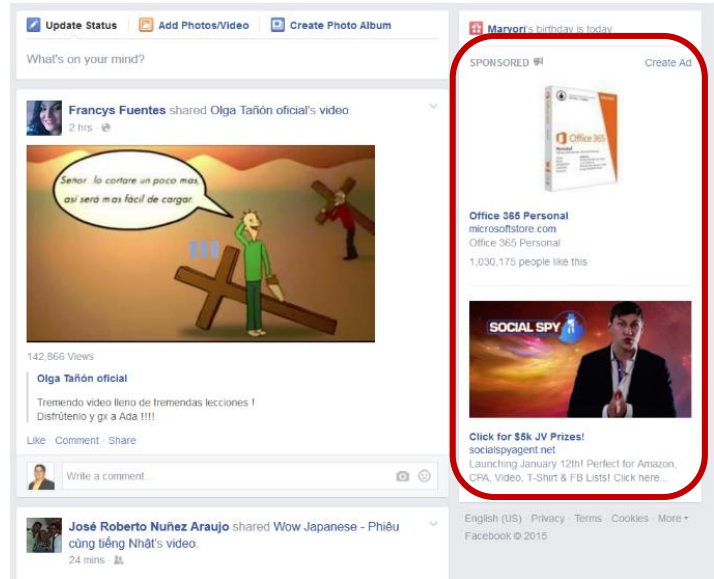 Update Status Add Photos/Video Create Photo Album
What's on your mind?
Francys Fuentes shared Olga Tañón oficial's video.
2 hrs
Señor lo cortare un poco mas,
asi será mas fácil de cargar.
142,866 Views
Olga Tañón oficial
Tremendo video lleno de tremendas lecciones !
Disfrútenlo y gx a Ada !!!!
Like · Comment · Share
Write a comment...
José Roberto Nuñez Araujo shared Wow Japanese - Phiêu
cùng tiếng Nhật's video.
24 mins
Maryori's birthday is today
SPONSORED Create Ad
Office 365
Personal
Office 365 Personal
microsoftstore.com
Office 365 Personal
1,030,175 people like this.
SOCIAL SPY
Click for $5k JV Prizes!
socialspyagent.net
Launching January 12th! Perfect for Amazon,
CPA, Video, T-Shirt & FB Lists! Click here...
English (US) · Privacy · Terms · Cookies · More
Facebook © 2015